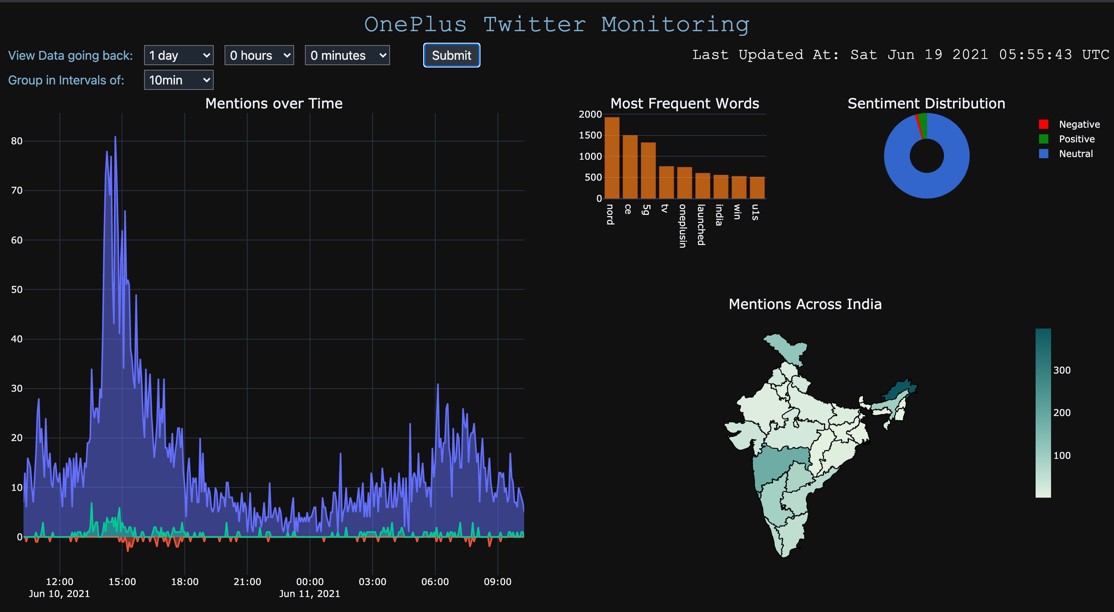 OnePlus Twitter Monitoring
View Data going back: 1 day 0 hours 0 minutes Submit
Last Updated At: Sat Jun 19 2021 05:55:43 UTC
Group in Intervals of: 10min
Mentions over Time
80
70
60
50
40
30
20
10
0
12:00 15:00 18:00 21:00 00:00 03:00 06:00 09:00
Jun 10, 2021 Jun 11, 2021
Most Frequent Words
2000
1500
1000
500
0
nord
ce
5g
tv
oneplusin
launched
india
win
u1s
Sentiment Distribution
Negative
Positive
Neutral
Mentions Across India
300
200
100